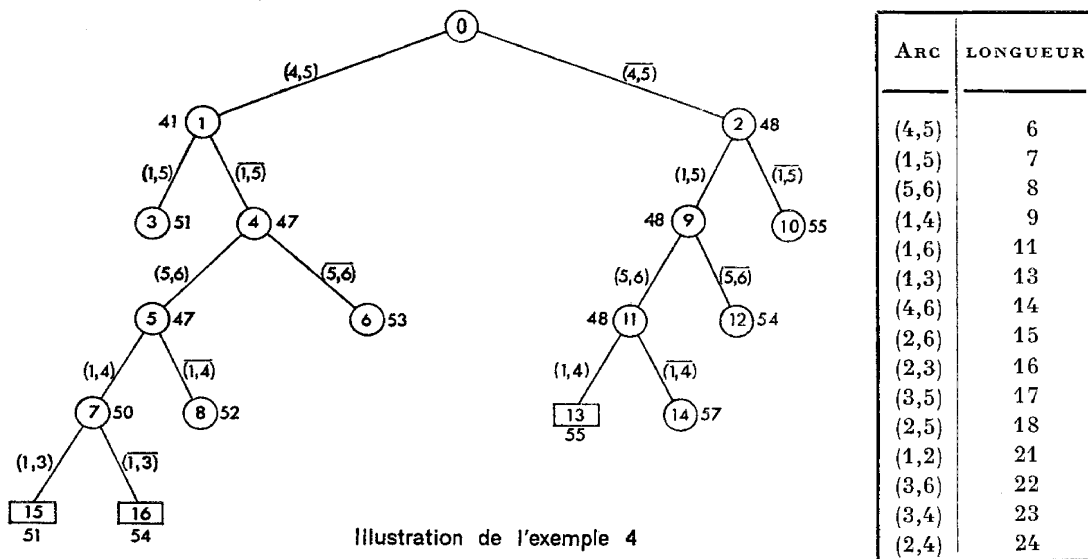 0
(4,5) (4,5)
41 1 2 48
(1,5) (1,5) (1,5) (1,5)
3 51 4 47 48 9 10 55
(5,6) (5,6) (5,6) (5,6)
5 47 6 53 48 11 12 54
(1,4) (1,4) (1,4) (1,4)
7 50 8 52 13 14 57
55
(1,3) (1,3)
15 16
51 54
Illustration de l'exemple 4
ARC LONGUEUR
(4,5) 6
(1,5) 7
(5,6) 8
(1,4) 9
(1,6) 11
(1,3) 13
(4,6) 14
(2,6) 15
(2,3) 16
(3,5) 17
(2,5) 18
(1,2) 21
(3,6) 22
(3,4) 23
(2,4) 24